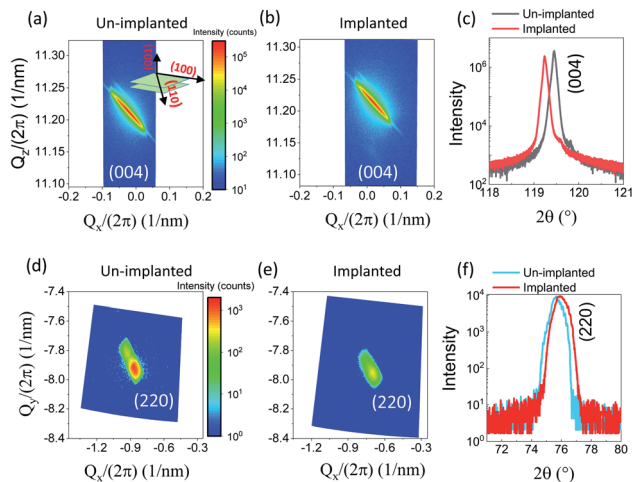 (a) Un-implanted
Intensity (counts)
11.30
11.25
11.20
11.15
11.10
Q_z/(2π) (1/nm)
(001)
(100)
(110)
(004)
10^5
10^4
10^3
10^2
10^1
-0.2 -0.1 0.0 0.1 0.2
Q_x/(2π) (1/nm)
(b) Implanted
11.30
11.25
11.20
11.15
11.10
(004)
-0.2 -0.1 0.0 0.1 0.2
Q_x/(2π) (1/nm)
(c)
Un-implanted
Implanted
(004)
Intensity
10^6
10^4
10^2
118 119 120 121
2θ (°)
(d) Un-implanted
Intensity (counts)
-7.4
-7.6
-7.8
-8.0
-8.2
-8.4
Q_y/(2π) (1/nm)
(220)
10^3
10^2
10^1
10^0
-1.2 -0.9 -0.6 -0.3
Q_x/(2π) (1/nm)
(e) Implanted
-7.4
-7.6
-7.8
-8.0
-8.2
-8.4
(220)
-1.2 -0.9 -0.6 -0.3
Q_x/(2π) (1/nm)
(f)
Un-implanted
Implanted
(220)
Intensity
10^4
10^3
10^2
10^1
10^0
72 74 76 78 80
2θ (°)